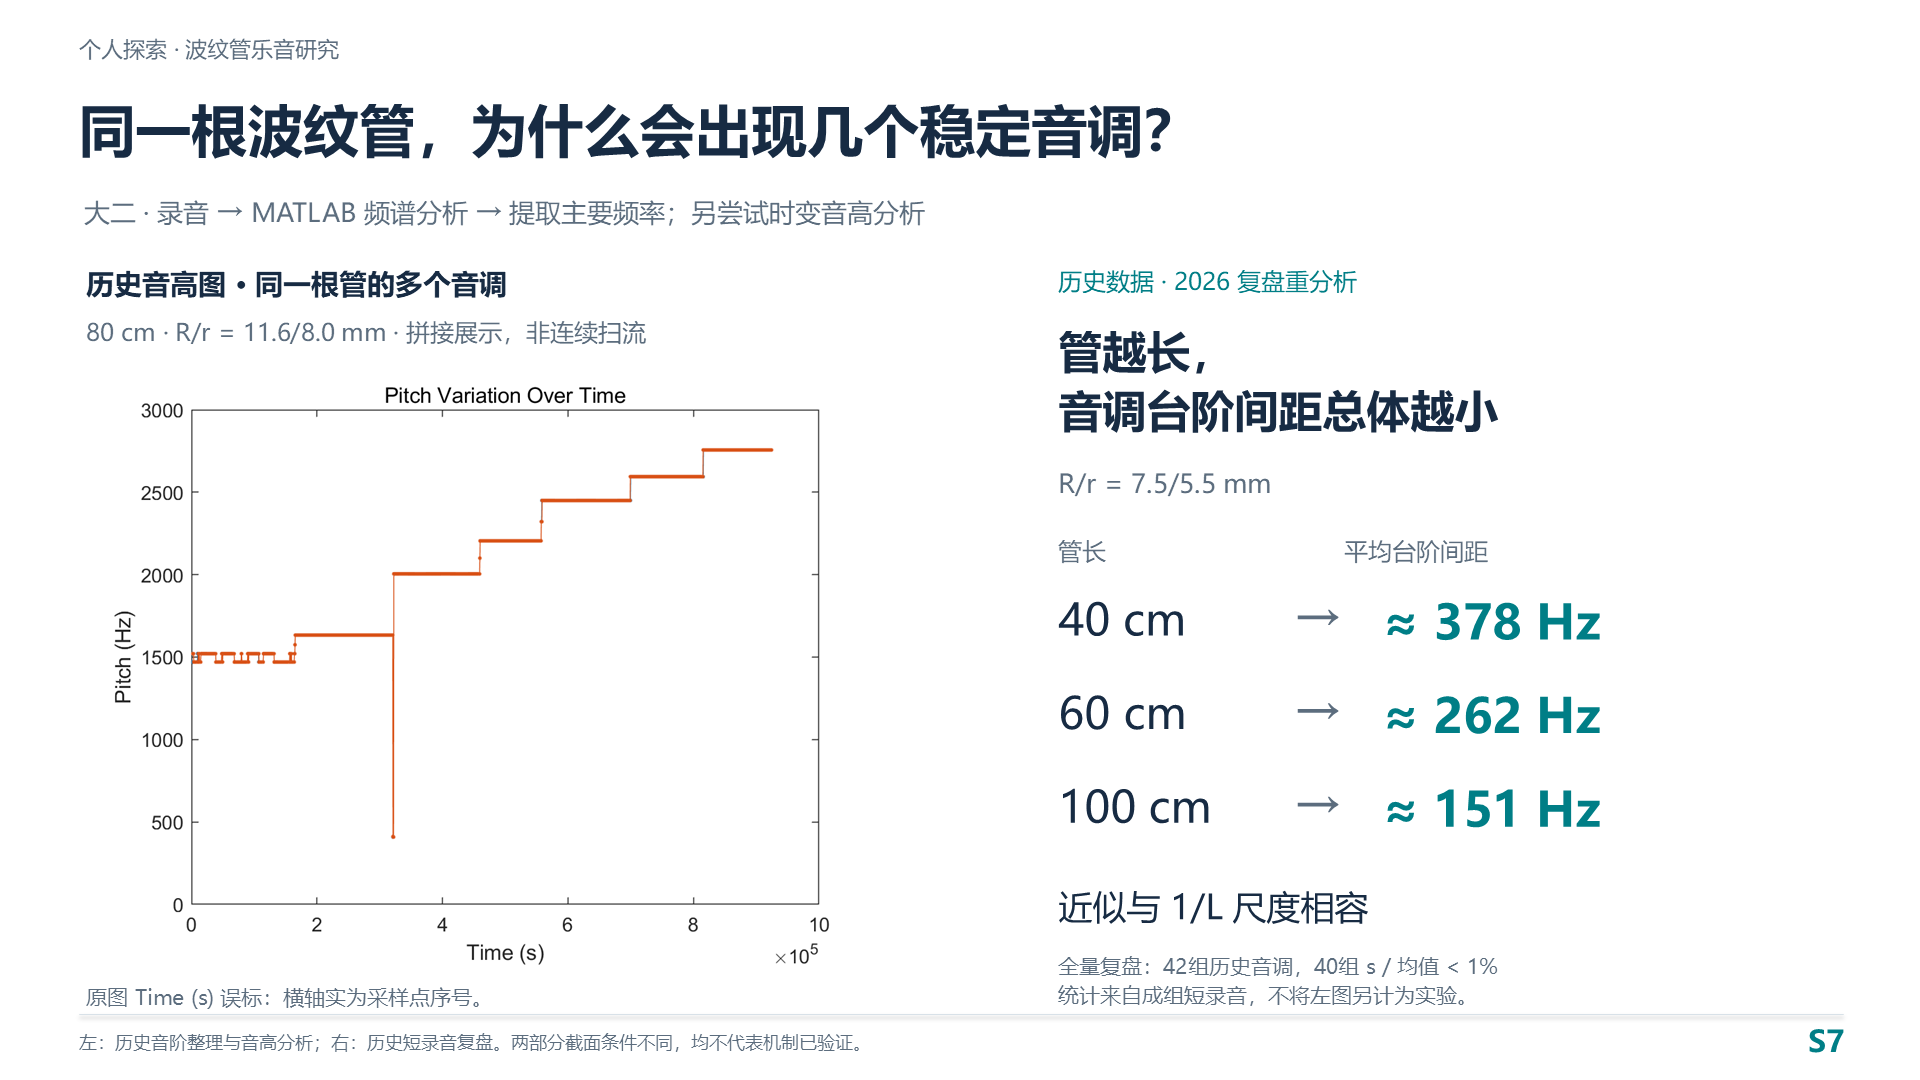 个人探索 · 波纹管乐音研究
同一根波纹管，为什么会出现几个稳定音调？
大二 · 录音 → MATLAB 频谱分析 → 提取主要频率；另尝试时变音高分析
历史音高图 · 同一根管的多个音调
80 cm · R/r = 11.6/8.0 mm · 拼接展示，非连续扫流
Pitch Variation Over Time
3000
2500
2000
1500
1000
500
0
Pitch (Hz)
0 2 4 6 8 10
Time (s)
×10⁵
原图 Time (s) 误标：横轴实为采样点序号。
历史数据 · 2026 复盘重分析
管越长，
音调台阶间距总体越小
R/r = 7.5/5.5 mm
管长 平均台阶间距
40 cm → ≈ 378 Hz
60 cm → ≈ 262 Hz
100 cm → ≈ 151 Hz
近似与 1/L 尺度相容
全量复盘：42组历史音调，40组 s / 均值 < 1%
统计来自成组短录音，不将左图另计为实验。
左：历史音阶整理与音高分析；右：历史短录音复盘。两部分截面条件不同，均不代表机制已验证。
S7